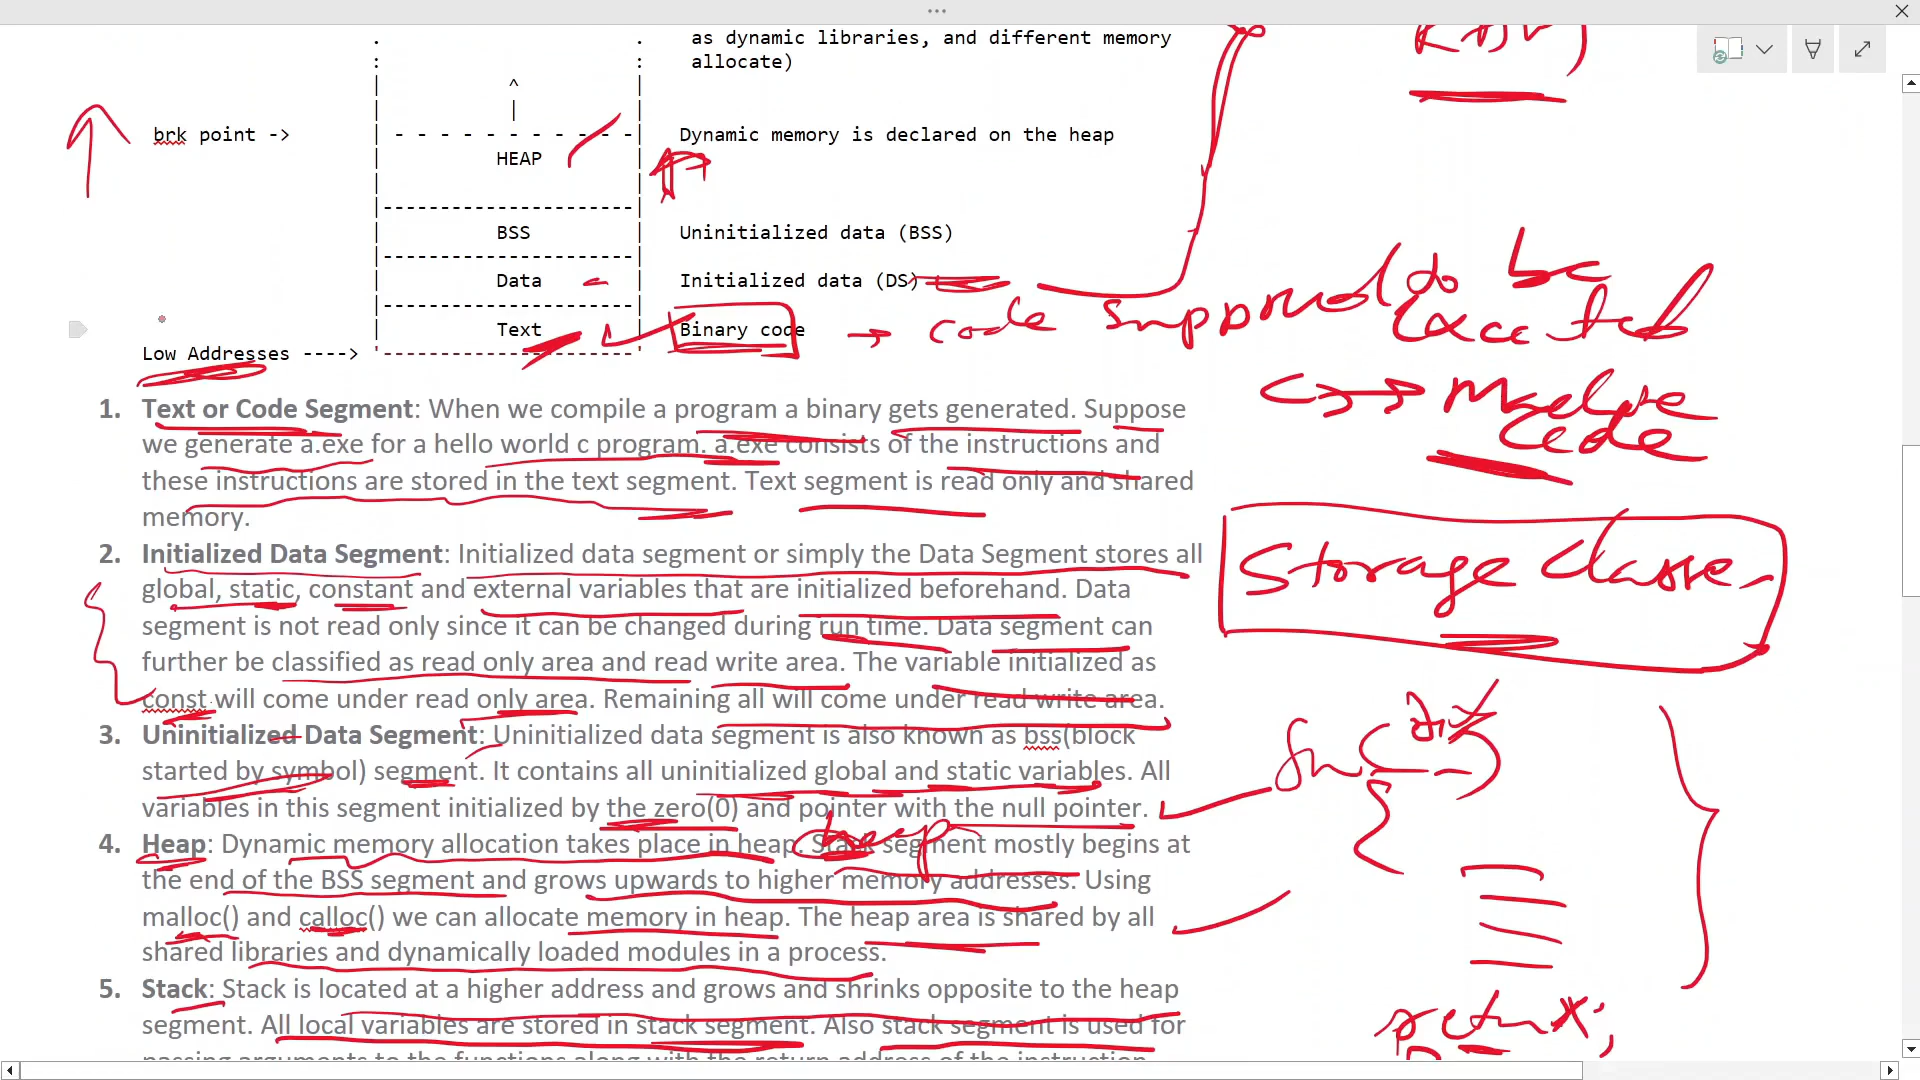 as dynamic libraries, and different memory
allocate)
brk point -> Dynamic memory is declared on the heap
HEAP
BSS Uninitialized data (BSS)
Data Initialized data (DS)
Text Binary code → code supposed to be executed
Low Addresses ---->
C → Machine code
1. Text or Code Segment: When we compile a program a binary gets generated. Suppose
we generate a.exe for a hello world c program. a.exe consists of the instructions and
these instructions are stored in the text segment. Text segment is read only and shared
memory.
Storage Classes
2. Initialized Data Segment: Initialized data segment or simply the Data Segment stores all
global, static, constant and external variables that are initialized beforehand. Data
segment is not read only since it can be changed during run time. Data segment can
further be classified as read only area and read write area. The variable initialized as
const will come under read only area. Remaining all will come under read write area.
3. Uninitialized Data Segment: Uninitialized data segment is also known as bss(block
started by symbol) segment. It contains all uninitialized global and static variables. All
variables in this segment initialized by the zero(0) and pointer with the null pointer.
4. Heap: Dynamic memory allocation takes place in heap. Stack segment mostly begins at
heap
the end of the BSS segment and grows upwards to higher memory addresses. Using
malloc() and calloc() we can allocate memory in heap. The heap area is shared by all
shared libraries and dynamically loaded modules in a process.
5. Stack: Stack is located at a higher address and grows and shrinks opposite to the heap
segment. All local variables are stored in stack segment. Also stack segment is used for
passing arguments to the functions along with the return address of the instruction
return x;